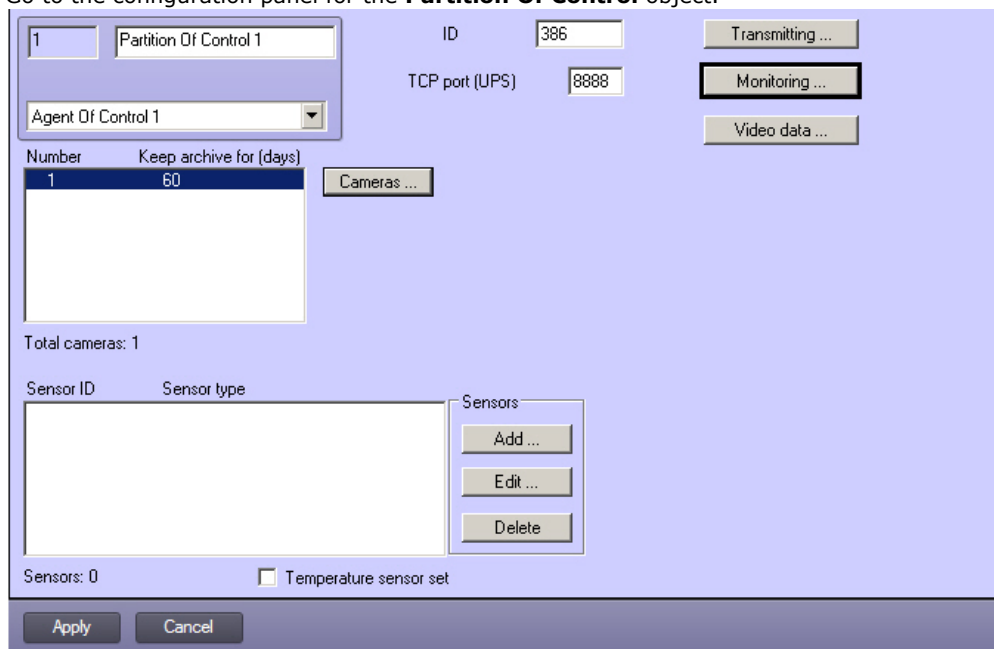 Go to the configuration panel for the Partition Of Control object.
1 Partition Of Control 1 ID 386 Transmitting ...
TCP port (UPS) 8888 Monitoring ...
Agent Of Control 1 Video data ...
Number Keep archive for (days)
1 60 Cameras ...
Total cameras: 1
Sensor ID Sensor type
Sensors
Add ...
Edit ...
Delete
Sensors: 0 Temperature sensor set
Apply Cancel